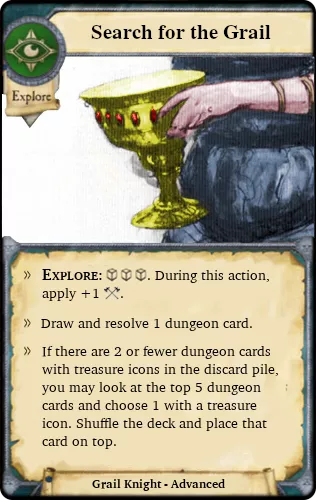 Search for the Grail
Explore
» EXPLORE: . During this action,
apply +1 .
» Draw and resolve 1 dungeon card.
» If there are 2 or fewer dungeon cards
with treasure icons in the discard pile,
you may look at the top 5 dungeon
cards and choose 1 with a treasure
icon. Shuffle the deck and place that
card on top.
Grail Knight - Advanced